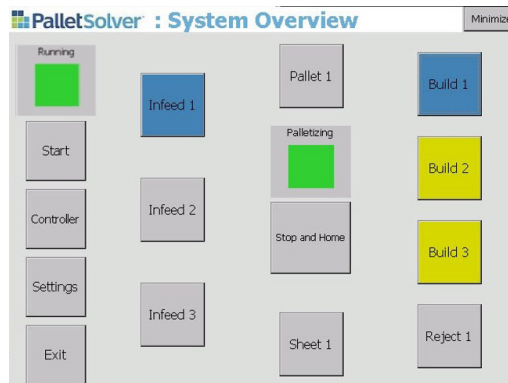 PalletSolver : System Overview
Minimize
Running
Start
Controller
Settings
Exit
Infeed 1
Infeed 2
Infeed 3
Pallet 1
Palletizing
Stop and Home
Sheet 1
Build 1
Build 2
Build 3
Reject 1